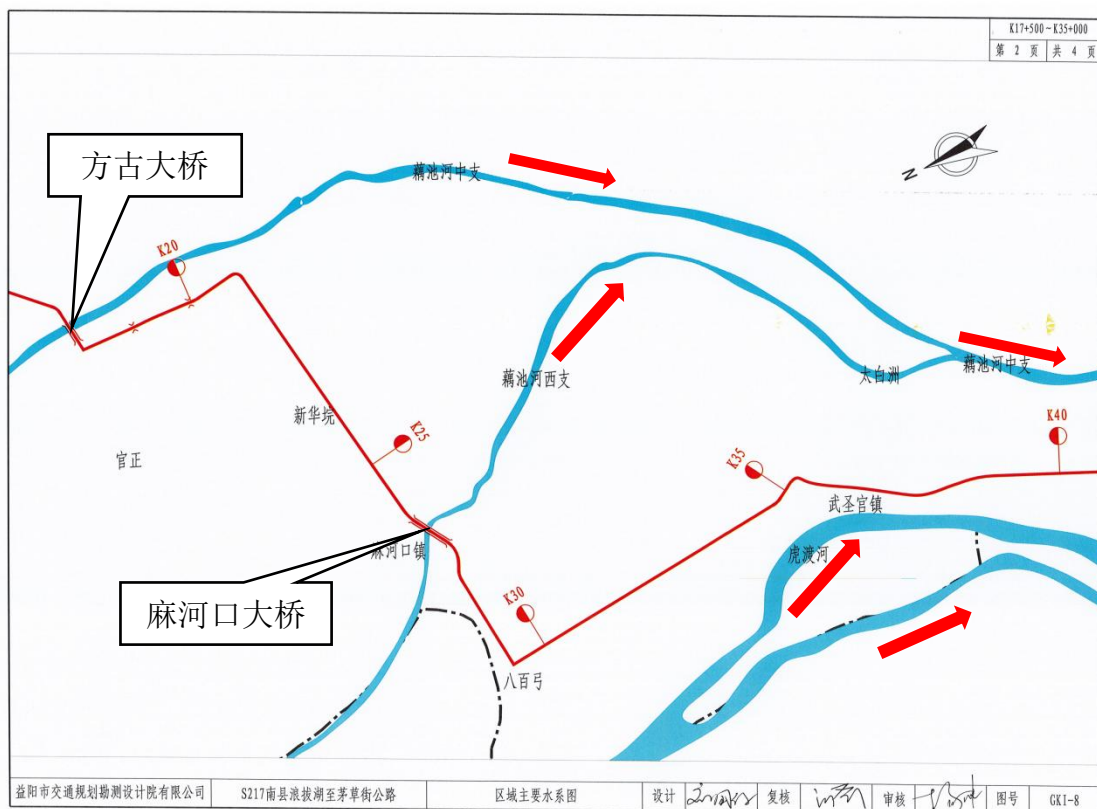 K17+500~K35+000
第 2 页 共 4 页
方古大桥
藕池河中支
N
K20
藕池河西支
太白洲
藕池河中支
新华垸
K25
K40
官正
K35
武圣宫镇
麻河口镇
虎渡河
麻河口大桥
K30
八百弓
益阳市交通规划勘测设计院有限公司 S217南县浪拔湖至茅草街公路 区域主要水系图 设计 复核 审核 图号 GKI-8